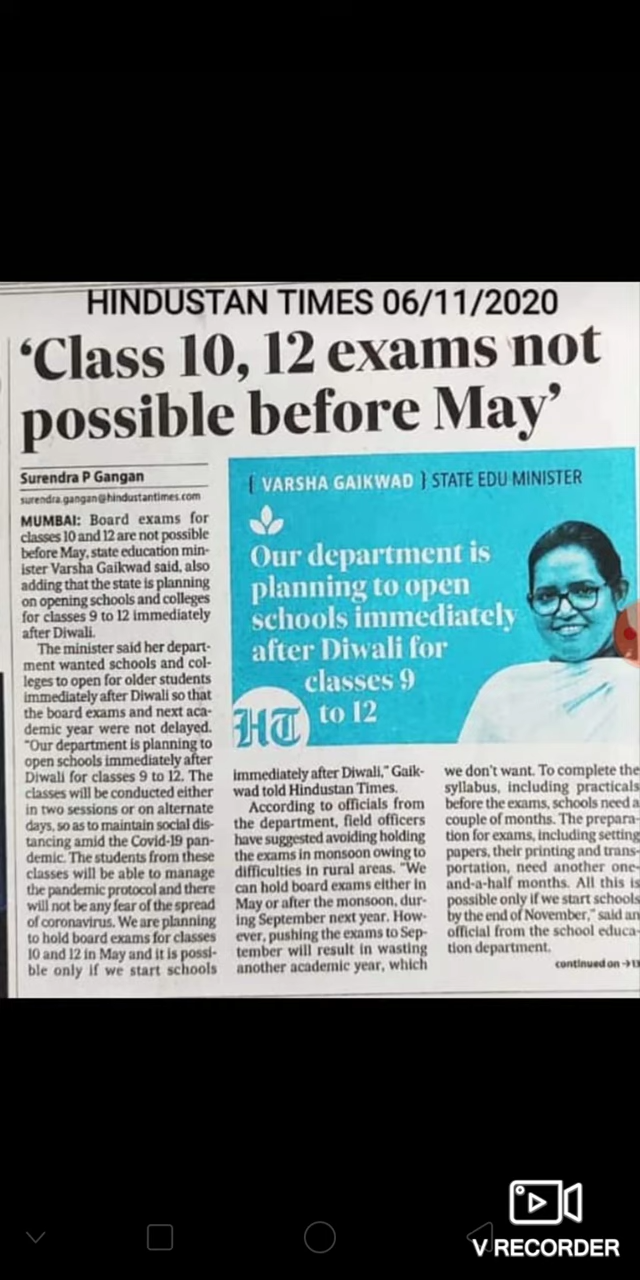 HINDUSTAN TIMES 06/11/2020
‘Class 10, 12 exams not
possible before May’
Surendra P Gangan
surendra.gangan@hindustantimes.com
MUMBAI: Board exams for
classes 10 and 12 are not possible
before May, state education min-
ister Varsha Gaikwad said, also
adding that the state is planning
on opening schools and colleges
for classes 9 to 12 immediately
after Diwali.
The minister said her depart-
ment wanted schools and col-
leges to open for older students
immediately after Diwali so that
the board exams and next aca-
demic year were not delayed.
"Our department is planning to
open schools immediately after
Diwali for classes 9 to 12. The
classes will be conducted either
in two sessions or on alternate
days, so as to maintain social dis-
tancing amid the Covid-19 pan-
demic. The students from these
classes will be able to manage
the pandemic protocol and there
will not be any fear of the spread
of coronavirus. We are planning
to hold board exams for classes
10 and 12 in May and it is possi-
ble only if we start schools
{ VARSHA GAIKWAD } STATE EDU MINISTER
Our department is
planning to open
schools immediately
after Diwali for
classes 9
to 12
HT
immediately after Diwali," Gaik-
wad told Hindustan Times.
According to officials from
the department, field officers
have suggested avoiding holding
the exams in monsoon owing to
difficulties in rural areas. "We
can hold board exams either in
May or after the monsoon, dur-
ing September next year. How-
ever, pushing the exams to Sep-
tember will result in wasting
another academic year, which
we don't want. To complete the
syllabus, including practicals
before the exams, schools need a
couple of months. The prepara-
tion for exams, including setting
papers, their printing and trans-
portation, need another one-
and-a-half months. All this is
possible only if we start schools
by the end of November," said an
official from the school educa-
tion department.
continued on →
V RECORDER